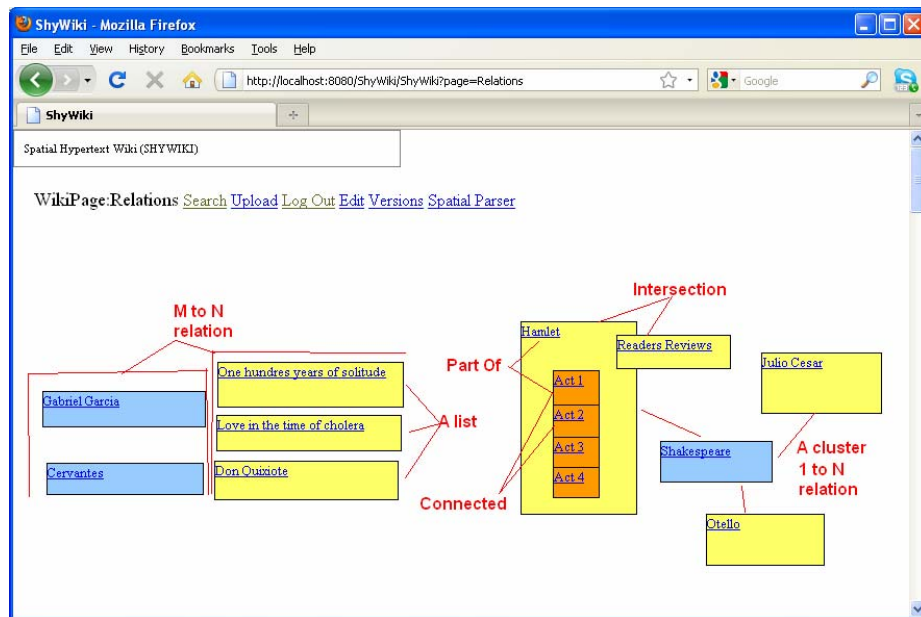 ShyWiki - Mozilla Firefox
File Edit View History Bookmarks Tools Help
http://localhost:8080/ShyWiki/ShyWiki?page=Relations
Google
ShyWiki
Spatial Hypertext Wiki (SHYWIKI)
WikiPage:Relations Search Upload Log Out Edit Versions Spatial Parser
Intersection
M to N
relation
Hamlet
Readers Reviews
Part Of
Julio Cesar
One hundres years of solitude
Act 1
Gabriel Garcia
Love in the time of cholera
A list
Act 2
Shakespeare
A cluster
1 to N
relation
Act 3
Cervantes
Don Quixiote
Act 4
Connected
Otello